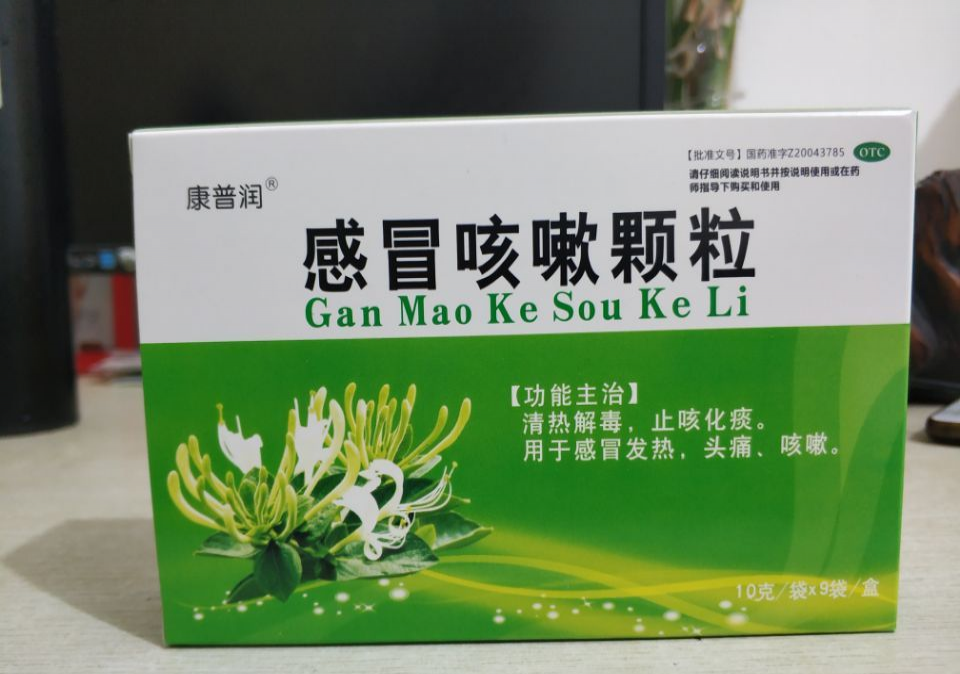 【批准文号】国药准字Z20043785 OTC
请仔细阅读说明书并按说明使用或在药
师指导下购买和使用
康普润®
感冒咳嗽颗粒
Gan Mao Ke Sou Ke Li
【功能主治】
清热解毒，止咳化痰。
用于感冒发热，头痛、咳嗽。
10克/袋x9袋/盒